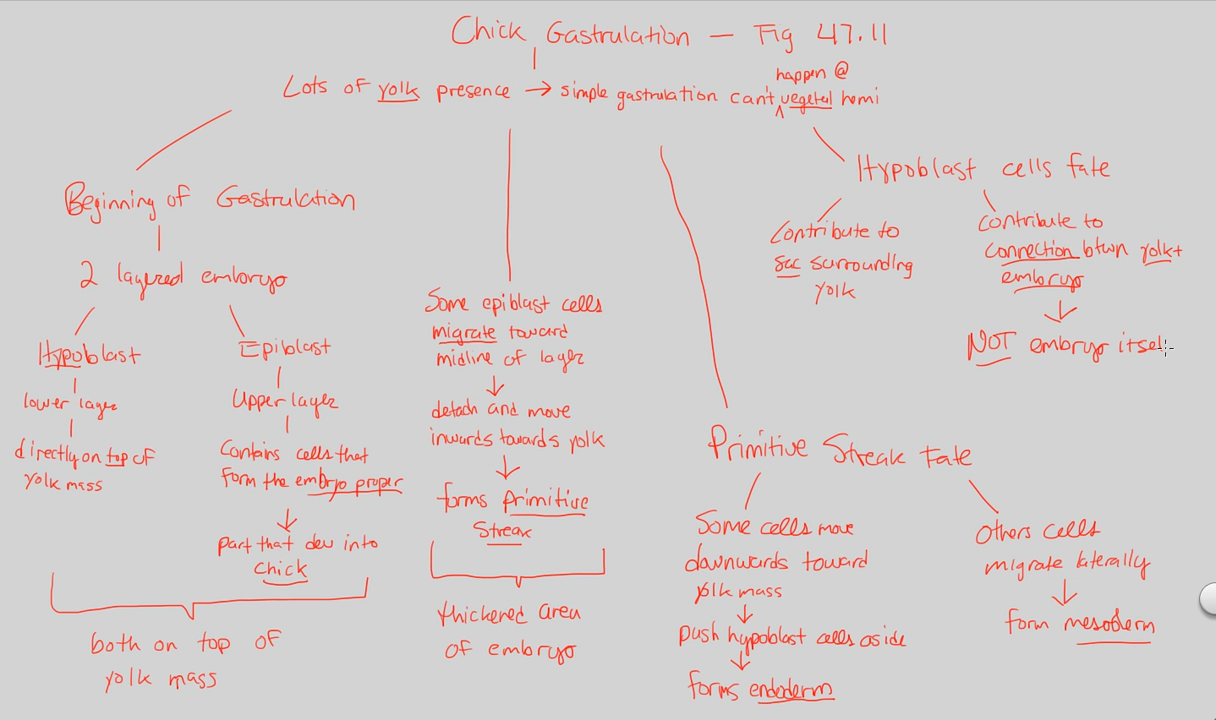 Chick Gastrulation — Fig 47.11
happen @
Lots of yolk presence → simple gastrulation can't ^ vegetal hemi
Beginning of Gastrulation
2 layered embryo
Hypoblast
lower layer
directly on top of
yolk mass
Epiblast
Upper layer
Contains cells that
form the embryo proper
↓
part that dev into
chick
both on top of
yolk mass
Some epiblast cells
migrate toward
midline of layer
↓
detach and move
inwards towards yolk
↓
forms primitive
Streak
thickened area
of embryo
Primitive Streak Fate
Some cells move
downwards toward
yolk mass
↓
push hypoblast cells aside
↓
forms endoderm
Others cells
migrate laterally
↓
form mesoderm
Hypoblast cells fate
Contribute to
sac surrounding
yolk
Contribute to
connection btwn yolk +
embryo
↓
NOT embryo itself